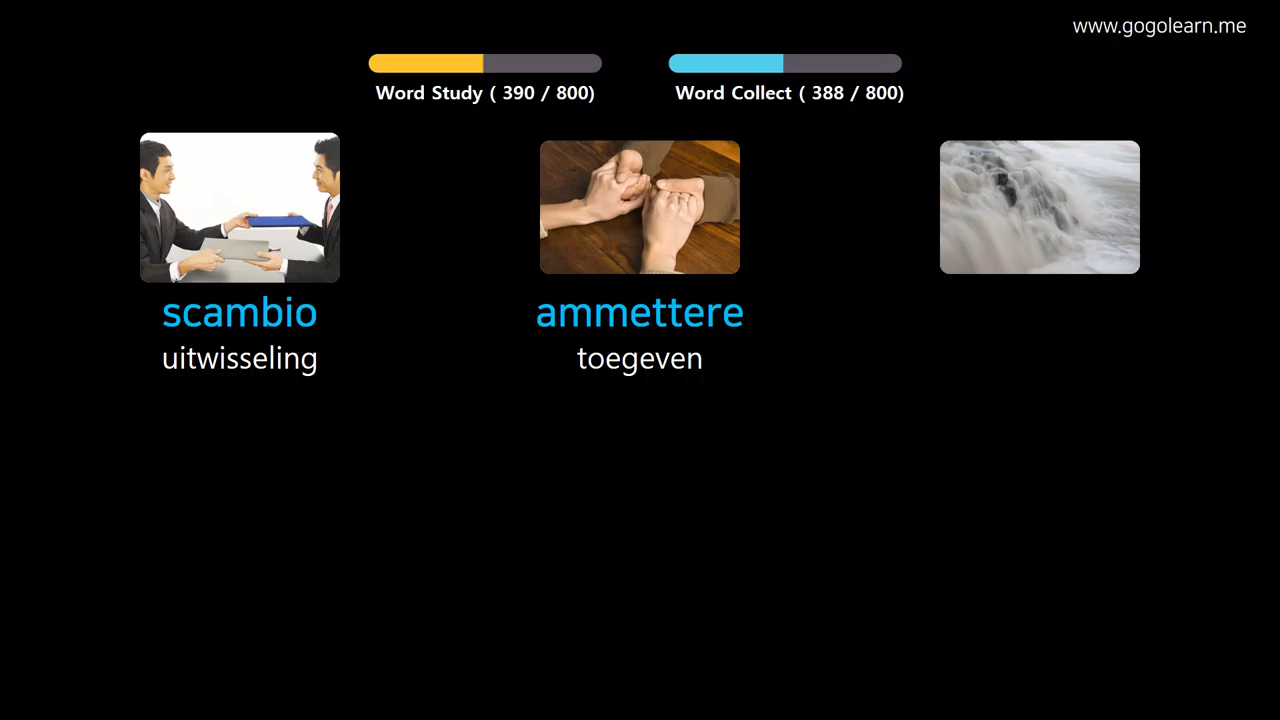 www.gogolearn.me
Word Study ( 390 / 800)
Word Collect ( 388 / 800)
scambio
uitwisseling
ammettere
toegeven